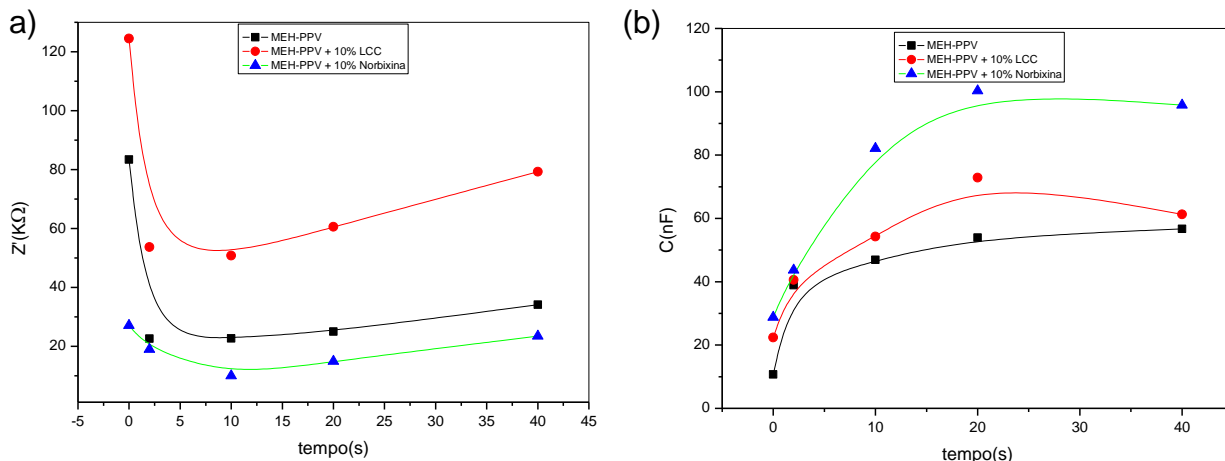 a)
MEH-PPV
MEH-PPV + 10% LCC
MEH-PPV + 10% Norbixina
Z'(KΩ)
120
100
80
60
40
20
-5 0 5 10 15 20 25 30 35 40 45
tempo(s)
(b)
MEH-PPV
MEH-PPV + 10% LCC
MEH-PPV + 10% Norbixina
C(nF)
120
100
80
60
40
20
0
0 10 20 30 40
tempo(s)